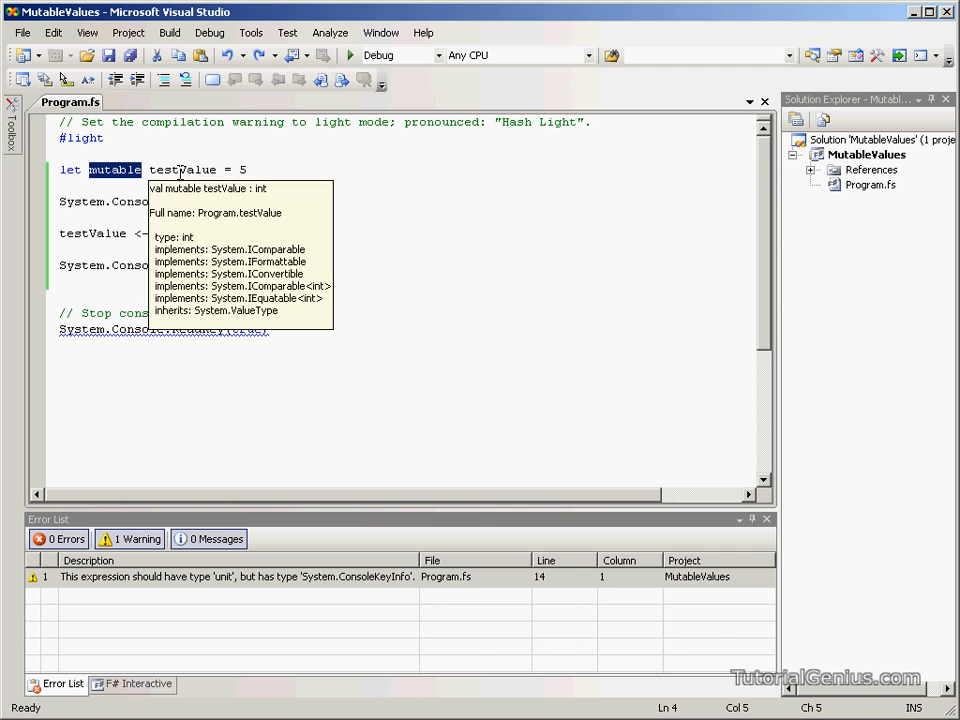 MutableValues - Microsoft Visual Studio
File Edit View Project Build Debug Tools Test Analyze Window Help
Debug Any CPU
Program.fs
Solution Explorer - Mutabl...
Toolbox
// Set the compilation warning to light mode; pronounced: "Hash Light".
#light
let mutable testValue = 5
System.Conso
testValue <-
System.Conso
// Stop cons
System.Console.ReadKey(true)
val mutable testValue : int
Full name: Program.testValue
type: int
implements: System.IComparable
implements: System.IFormattable
implements: System.IConvertible
implements: System.IComparable<int>
implements: System.IEquatable<int>
inherits: System.ValueType
Solution 'MutableValues' (1 proje
MutableValues
References
Program.fs
Error List
0 Errors 1 Warning 0 Messages
Description File Line Column Project
1 This expression should have type 'unit', but has type 'System.ConsoleKeyInfo'. Program.fs 14 1 MutableValues
Error List F# Interactive
TutorialGenius.com
Ready Ln 4 Col 5 Ch 5 INS